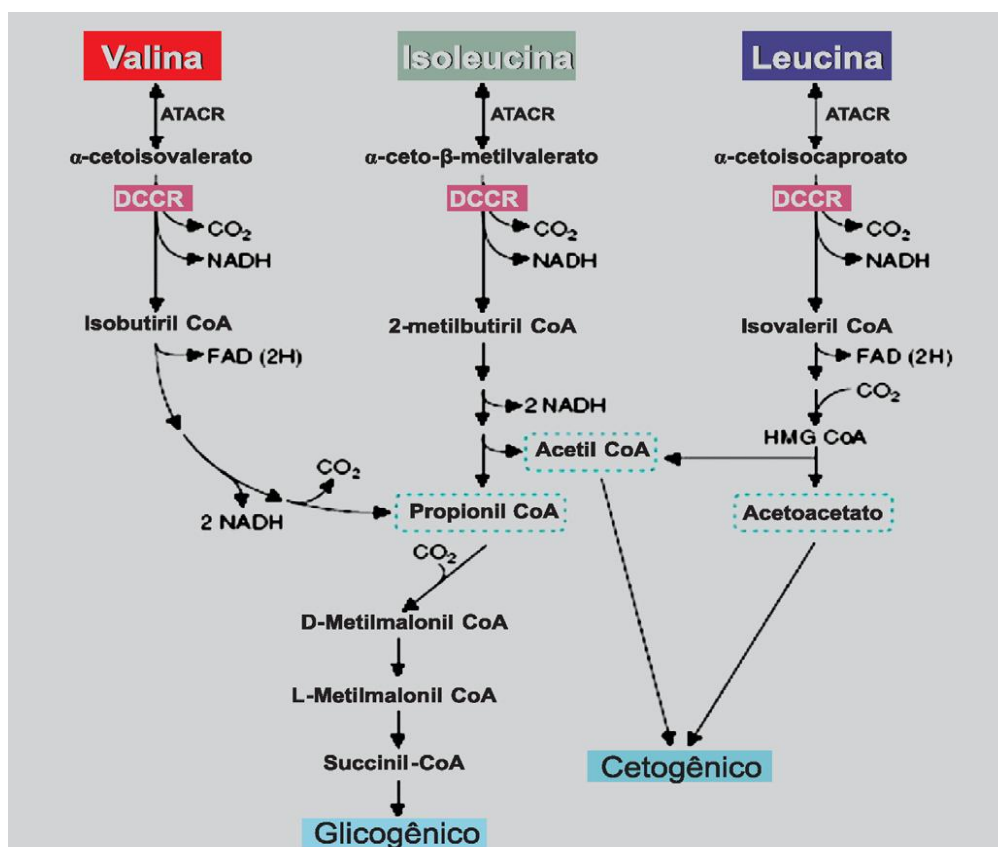 Valina
Isoleucina
Leucina
ATACR
ATACR
ATACR
α-cetoisovalerato
α-ceto-β-metilvalerato
α-cetoisocaproato
DCCR
DCCR
DCCR
CO₂
CO₂
CO₂
NADH
NADH
NADH
Isobutiril CoA
2-metilbutiril CoA
Isovaleril CoA
FAD (2H)
FAD (2H)
CO₂
2 NADH
HMG CoA
Acetil CoA
CO₂
2 NADH
Propionil CoA
Acetoacetato
CO₂
D-Metilmalonil CoA
L-Metilmalonil CoA
Succinil-CoA
Cetogênico
Glicogênico